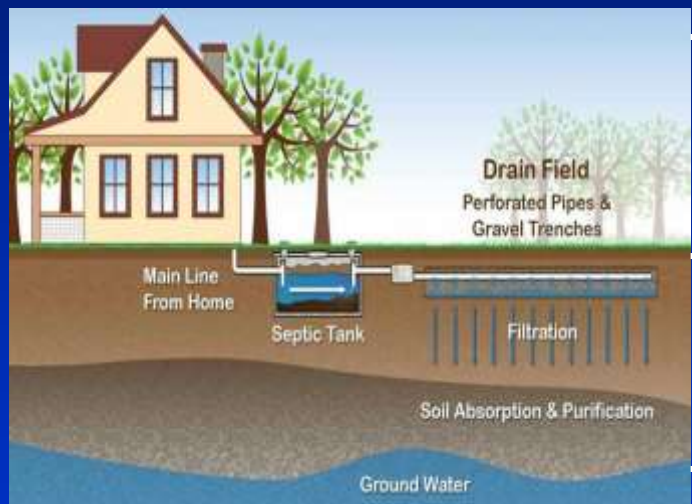 Drain Field
Perforated Pipes &
Gravel Trenches
Main Line
From Home
Septic Tank
Filtration
Soil Absorption & Purification
Ground Water